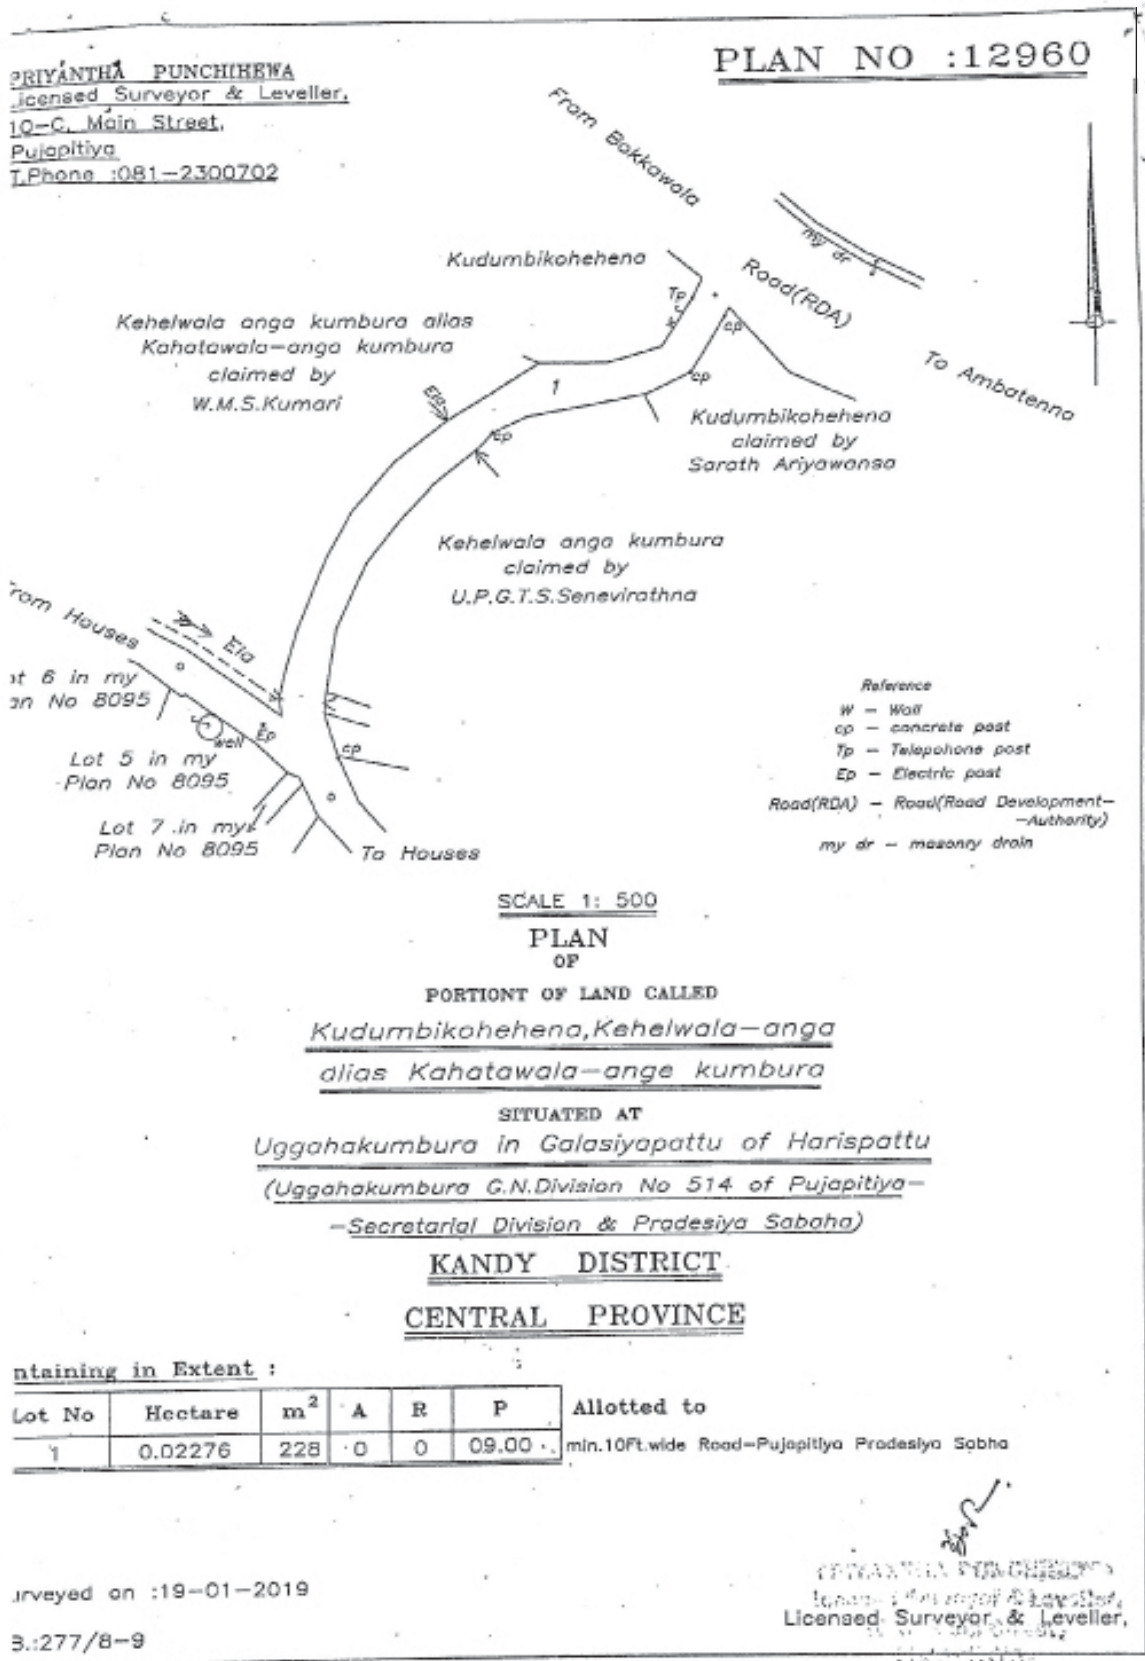 PLAN NO :12960
PRIYANTHA PUNCHIHEWA
icensed Surveyor & Leveller,
10-C, Main Street,
Pujapitiya
T.Phone :081-2300702
From Bokkawala
my dr
Road(RDA)
To Ambatenna
Kudumbikohehena
Tp
cp
Kehelwala anga kumbura alias
Kahatawala-anga kumbura
claimed by
W.M.S.Kumari
Ela
1
cp
cp
Kudumbikohehena
claimed by
Sarath Ariyawansa
Kehelwala anga kumbura
claimed by
U.P.G.T.S.Senevirathna
rom Houses
Ela
ot 6 in my
an No 8095
well
Ep
cp
Lot 5 in my
Plan No 8095
Lot 7 in my
Plan No 8095
To Houses
Reference
W - Wall
cp - concrete post
Tp - Telepohone post
Ep - Electric post
Road(RDA) - Road(Road Development-
-Authority)
my dr - masonry drain
SCALE 1: 500
PLAN
OF
PORTIONT OF LAND CALLED
Kudumbikohehena,Kehelwala-anga
alias Kahatawala-ange kumbura
SITUATED AT
Uggahakumbura in Galasiyapattu of Harispattu
(Uggahakumbura G.N.Division No 514 of Pujapitiya-
-Secretarial Division & Pradesiya Sabaha)
KANDY DISTRICT
CENTRAL PROVINCE
ntaining in Extent :
Lot No Hectare m² A R P Allotted to
1 0.02276 228 0 0 09.00 min.10Ft.wide Road-Pujapitiya Pradesiya Sabha
urveyed on :19-01-2019
Licensed Surveyor & Leveller,
B.:277/8-9